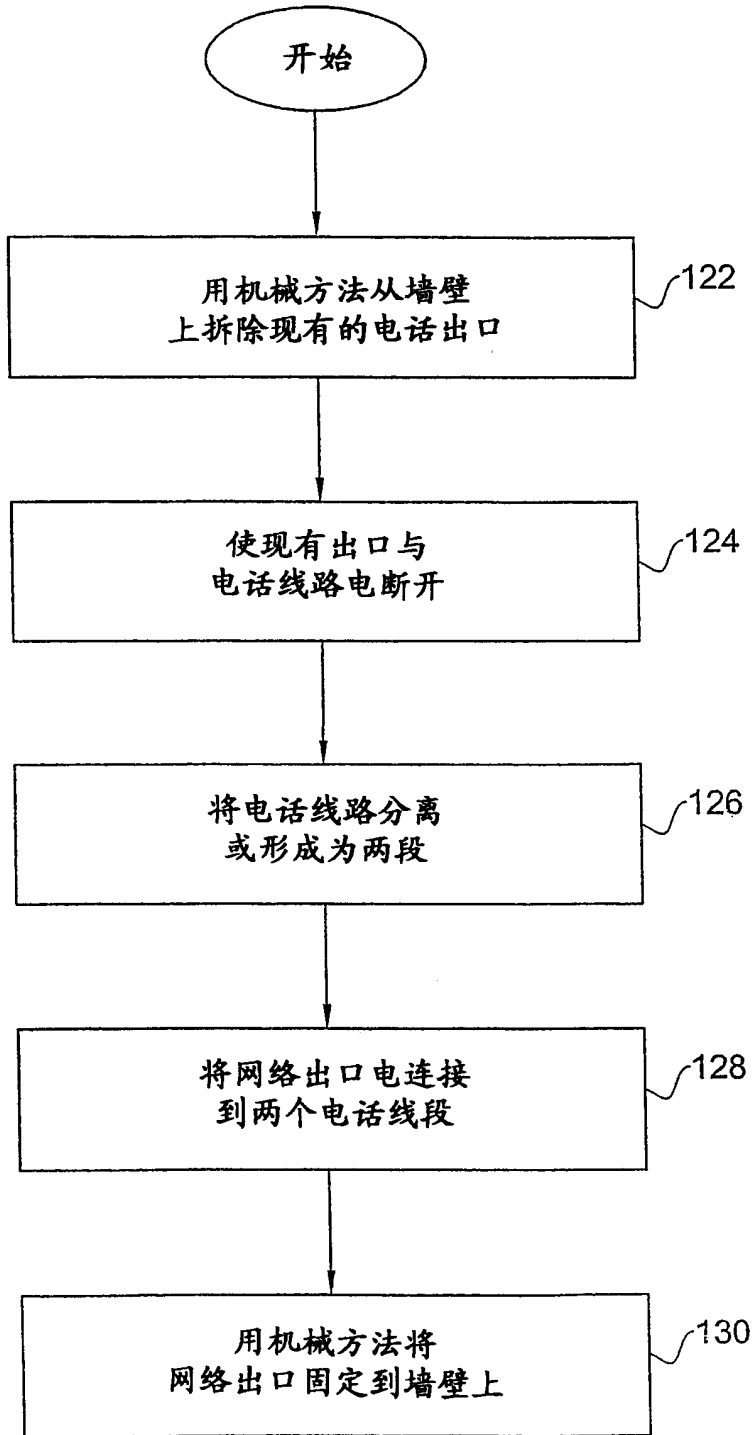 开始
用机械方法从墙壁
上拆除现有的电话出口
122
使现有出口与
电话线路电断开
124
将电话线路分离
或形成为两段
126
将网络出口电连接
到两个电话线段
128
用机械方法将
网络出口固定到墙壁上
130